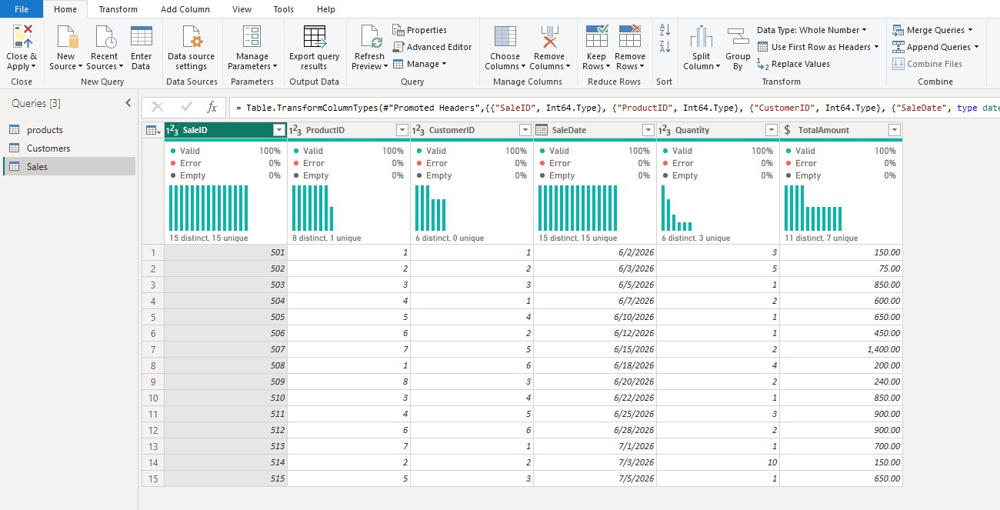 File Home Transform Add Column View Tools Help
Close & Apply
Close
New Source
Recent Sources
Enter Data
New Query
Data source settings
Data Sources
Manage Parameters
Parameters
Export query results
Output Data
Refresh Preview
Properties
Advanced Editor
Manage
Query
Choose Columns
Remove Columns
Manage Columns
Keep Rows
Remove Rows
Reduce Rows
A
Z
Z
A
Sort
Split Column
Group By
Data Type: Whole Number
Use First Row as Headers
1 2 Replace Values
Transform
Merge Queries
Append Queries
Combine Files
Combine
Queries [3]
products
Customers
Sales
fx = Table.TransformColumnTypes(#"Promoted Headers",{{"SaleID", Int64.Type}, {"ProductID", Int64.Type}, {"CustomerID", Int64.Type}, {"SaleDate", type date
123 SaleID 123 ProductID 123 CustomerID SaleDate 123 Quantity $ TotalAmount
Valid 100% Valid 100% Valid 100% Valid 100% Valid 100% Valid 100%
Error 0% Error 0% Error 0% Error 0% Error 0% Error 0%
Empty 0% Empty 0% Empty 0% Empty 0% Empty 0% Empty 0%
15 distinct, 15 unique 8 distinct, 1 unique 6 distinct, 0 unique 15 distinct, 15 unique 6 distinct, 3 unique 11 distinct, 7 unique
1 501 1 1 6/2/2026 3 150.00
2 502 2 2 6/3/2026 5 75.00
3 503 3 3 6/5/2026 1 850.00
4 504 4 1 6/7/2026 2 600.00
5 505 5 4 6/10/2026 1 650.00
6 506 6 2 6/12/2026 1 450.00
7 507 7 5 6/15/2026 2 1,400.00
8 508 1 6 6/18/2026 4 200.00
9 509 8 3 6/20/2026 2 240.00
10 510 3 4 6/22/2026 1 850.00
11 511 4 5 6/25/2026 3 900.00
12 512 6 6 6/28/2026 2 900.00
13 513 7 1 7/1/2026 1 700.00
14 514 2 2 7/3/2026 10 150.00
15 515 5 3 7/5/2026 1 650.00